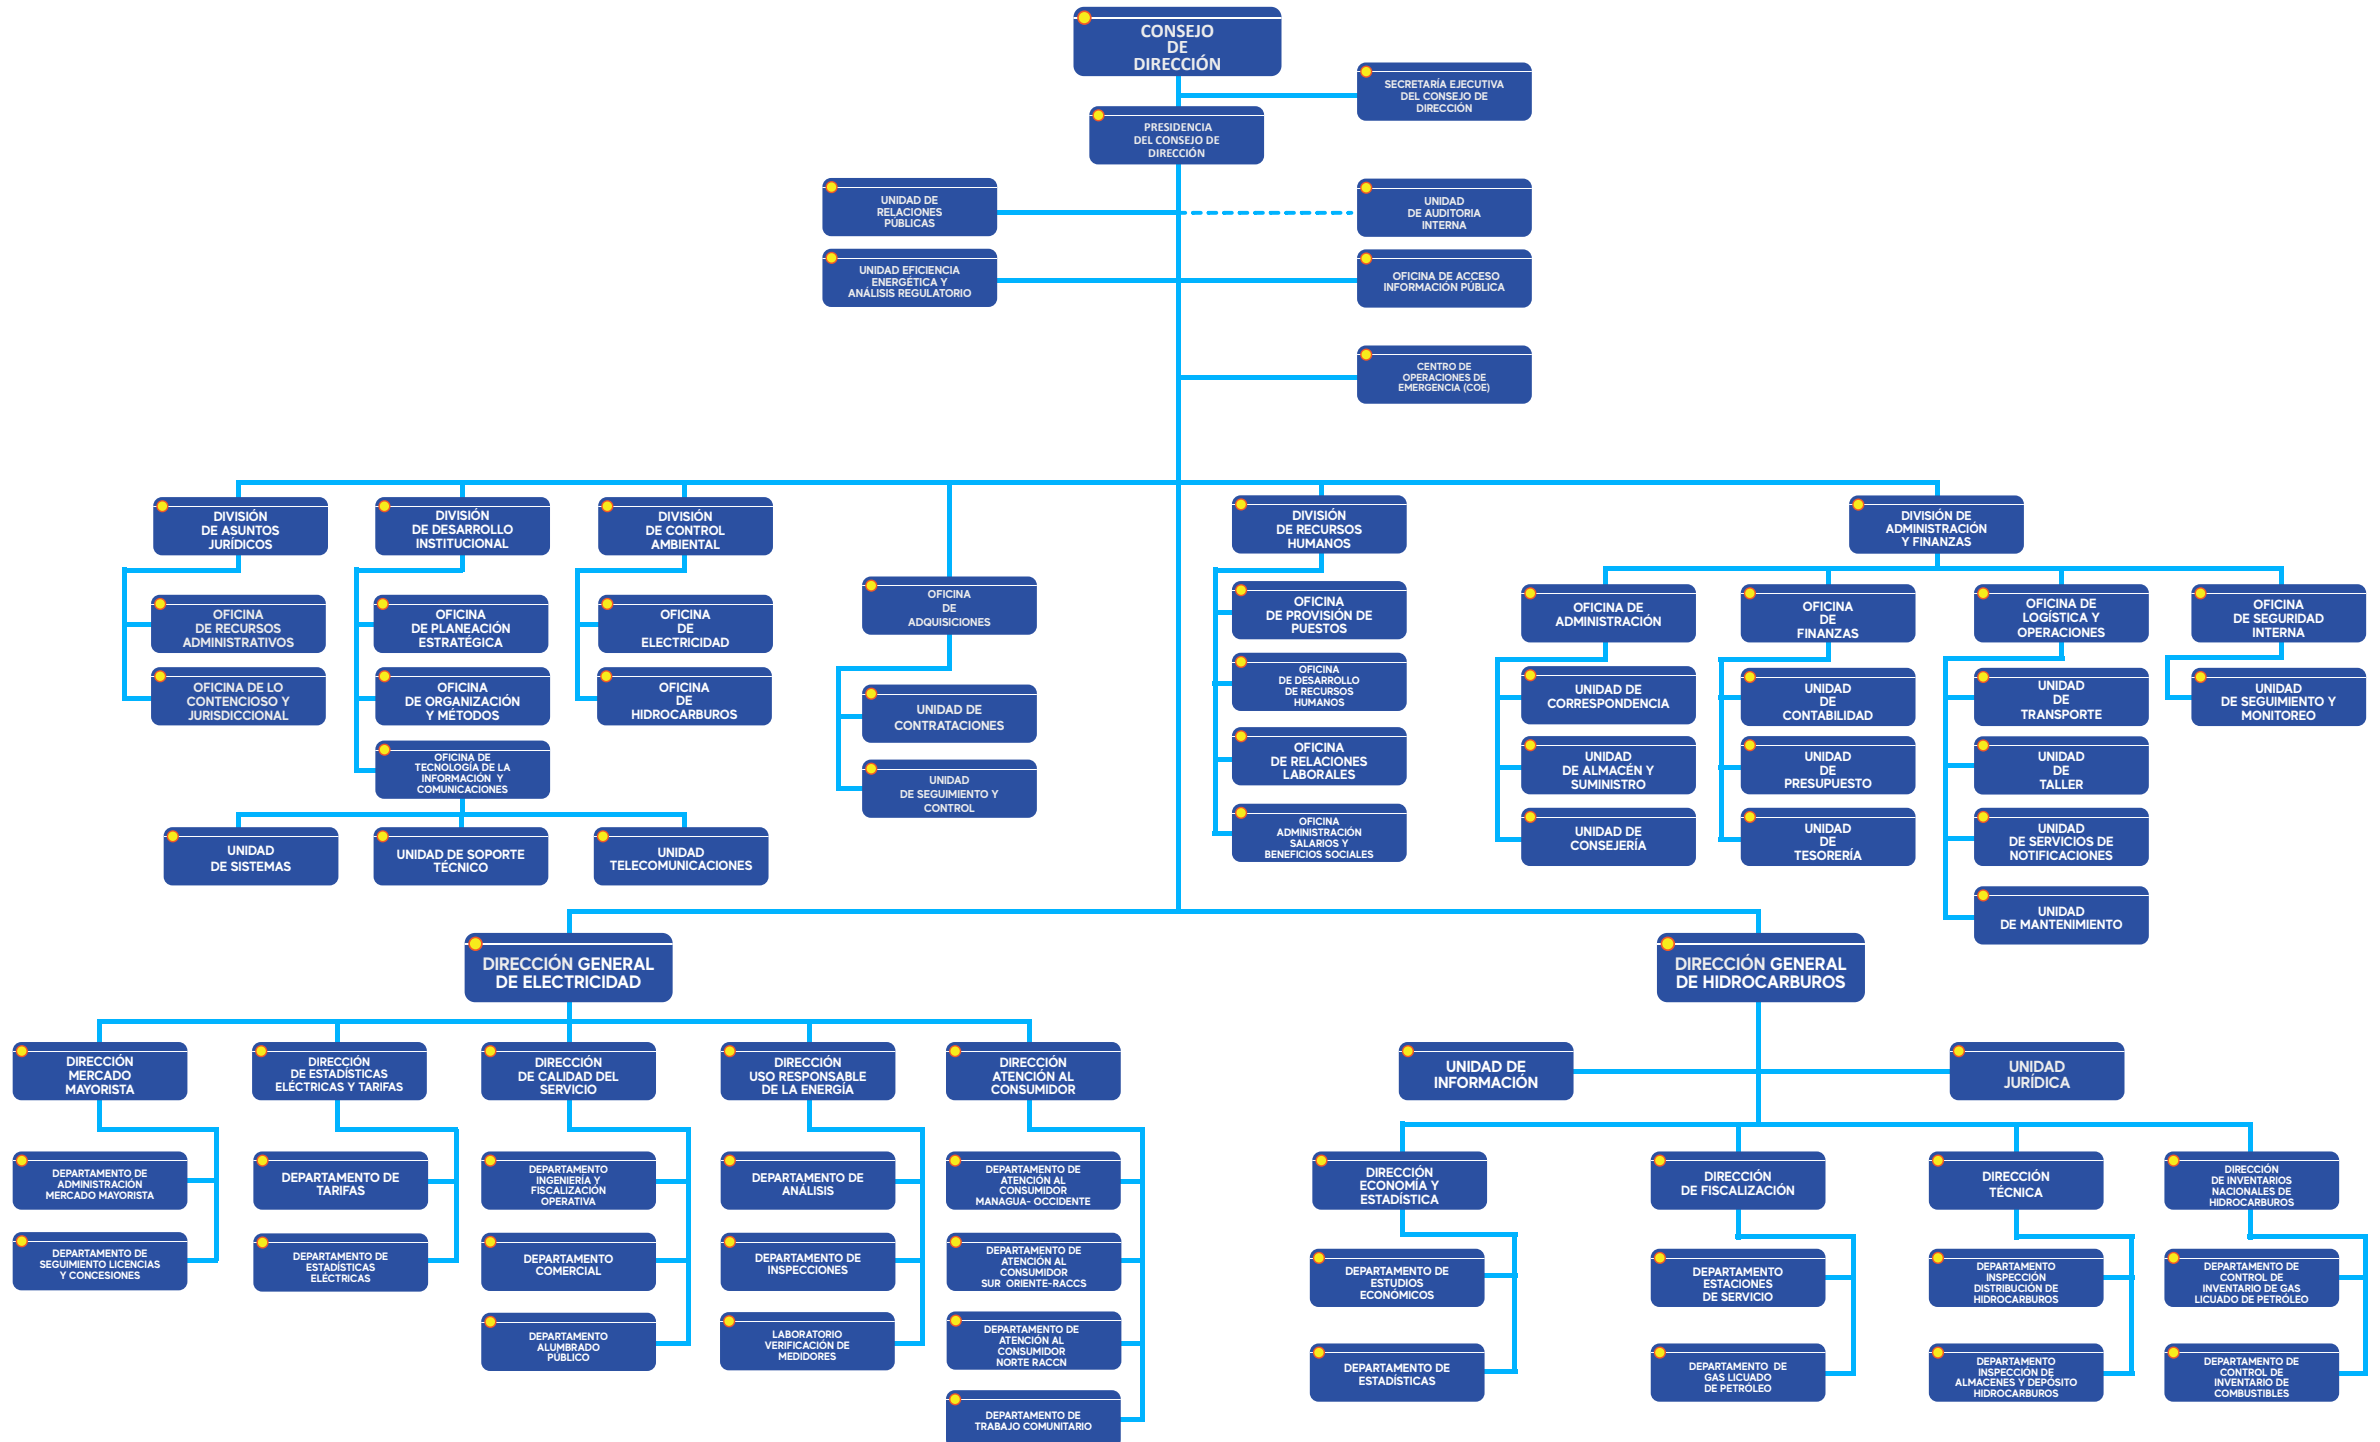 CONSEJO
DE
DIRECCIÓN
SECRETARÍA EJECUTIVA
DEL CONSEJO DE
DIRECCIÓN
PRESIDENCIA
DEL CONSEJO DE
DIRECCIÓN
UNIDAD DE
RELACIONES
PÚBLICAS
UNIDAD
DE AUDITORIA
INTERNA
UNIDAD EFICIENCIA
ENERGÉTICA Y
ANÁLISIS REGULATORIO
OFICINA DE ACCESO
INFORMACIÓN PÚBLICA
CENTRO DE
OPERACIONES DE
EMERGENCIA (COE)
DIVISIÓN
DE ASUNTOS
JURÍDICOS
DIVISIÓN
DE DESARROLLO
INSTITUCIONAL
DIVISIÓN
DE CONTROL
AMBIENTAL
DIVISIÓN
DE RECURSOS
HUMANOS
DIVISIÓN DE
ADMINISTRACIÓN
Y FINANZAS
OFICINA
DE RECURSOS
ADMINISTRATIVOS
OFICINA
DE PLANEACIÓN
ESTRATÉGICA
OFICINA
DE
ELECTRICIDAD
OFICINA
DE
ADQUISICIONES
OFICINA
DE PROVISIÓN DE
PUESTOS
OFICINA DE
ADMINISTRACIÓN
OFICINA
DE
FINANZAS
OFICINA DE
LOGÍSTICA Y
OPERACIONES
OFICINA
DE SEGURIDAD
INTERNA
OFICINA DE LO
CONTENCIOSO Y
JURISDICCIONAL
OFICINA
DE ORGANIZACIÓN
Y MÉTODOS
OFICINA
DE
HIDROCARBUROS
UNIDAD DE
CONTRATACIONES
OFICINA
DE DESARROLLO
DE RECURSOS
HUMANOS
UNIDAD DE
CORRESPONDENCIA
UNIDAD
DE
CONTABILIDAD
UNIDAD
DE
TRANSPORTE
UNIDAD
DE SEGUIMIENTO Y
MONITOREO
OFICINA DE
TECNOLOGÍA DE LA
INFORMACIÓN Y
COMUNICACIONES
UNIDAD
DE SEGUIMIENTO Y
CONTROL
OFICINA
DE RELACIONES
LABORALES
UNIDAD
DE ALMACÉN Y
SUMINISTRO
UNIDAD
DE
PRESUPUESTO
UNIDAD
DE
TALLER
UNIDAD
DE SISTEMAS
UNIDAD DE SOPORTE
TÉCNICO
UNIDAD
TELECOMUNICACIONES
OFICINA
ADMINISTRACIÓN
SALARIOS Y
BENEFICIOS SOCIALES
UNIDAD DE
CONSEJERÍA
UNIDAD
DE
TESORERÍA
UNIDAD
DE SERVICIOS DE
NOTIFICACIONES
UNIDAD
DE MANTENIMIENTO
DIRECCIÓN GENERAL
DE ELECTRICIDAD
DIRECCIÓN GENERAL
DE HIDROCARBUROS
DIRECCIÓN
MERCADO
MAYORISTA
DIRECCIÓN
DE ESTADÍSTICAS
ELÉCTRICAS Y TARIFAS
DIRECCIÓN
DE CALIDAD DEL
SERVICIO
DIRECCIÓN
USO RESPONSABLE
DE LA ENERGÍA
DIRECCIÓN
ATENCIÓN AL
CONSUMIDOR
UNIDAD DE
INFORMACIÓN
UNIDAD
JURÍDICA
DEPARTAMENTO DE
ADMINISTRACIÓN
MERCADO MAYORISTA
DEPARTAMENTO DE
TARIFAS
DEPARTAMENTO
INGENIERÍA Y
FISCALIZACIÓN
OPERATIVA
DEPARTAMENTO DE
ANÁLISIS
DEPARTAMENTO DE
ATENCIÓN AL
CONSUMIDOR
MANAGUA- OCCIDENTE
DIRECCIÓN
ECONOMÍA Y
ESTADÍSTICA
DIRECCIÓN
DE FISCALIZACIÓN
DIRECCIÓN
TÉCNICA
DIRECCIÓN
DE INVENTARIOS
NACIONALES DE
HIDROCARBUROS
DEPARTAMENTO DE
SEGUIMIENTO LICENCIAS
Y CONCESIONES
DEPARTAMENTO DE
ESTADÍSTICAS
ELÉCTRICAS
DEPARTAMENTO
COMERCIAL
DEPARTAMENTO DE
INSPECCIONES
DEPARTAMENTO DE
ATENCIÓN AL
CONSUMIDOR
SUR ORIENTE-RACCS
DEPARTAMENTO DE
ESTUDIOS
ECONÓMICOS
DEPARTAMENTO
ESTACIONES
DE SERVICIO
DEPARTAMENTO
INSPECCIÓN
DISTRIBUCIÓN DE
HIDROCARBUROS
DEPARTAMENTO DE
CONTROL DE
INVENTARIO DE GAS
LICUADO DE PETRÓLEO
DEPARTAMENTO
ALUMBRADO
PÚBLICO
LABORATORIO
VERIFICACIÓN DE
MEDIDORES
DEPARTAMENTO DE
ATENCIÓN AL
CONSUMIDOR
NORTE RACCN
DEPARTAMENTO DE
ESTADÍSTICAS
DEPARTAMENTO DE
GAS LICUADO
DE PETRÓLEO
DEPARTAMENTO
INSPECCIÓN DE
ALMACENES Y DEPÓSITO
HIDROCARBUROS
DEPARTAMENTO DE
CONTROL DE
INVENTARIO DE
COMBUSTIBLES
DEPARTAMENTO DE
TRABAJO COMUNITARIO